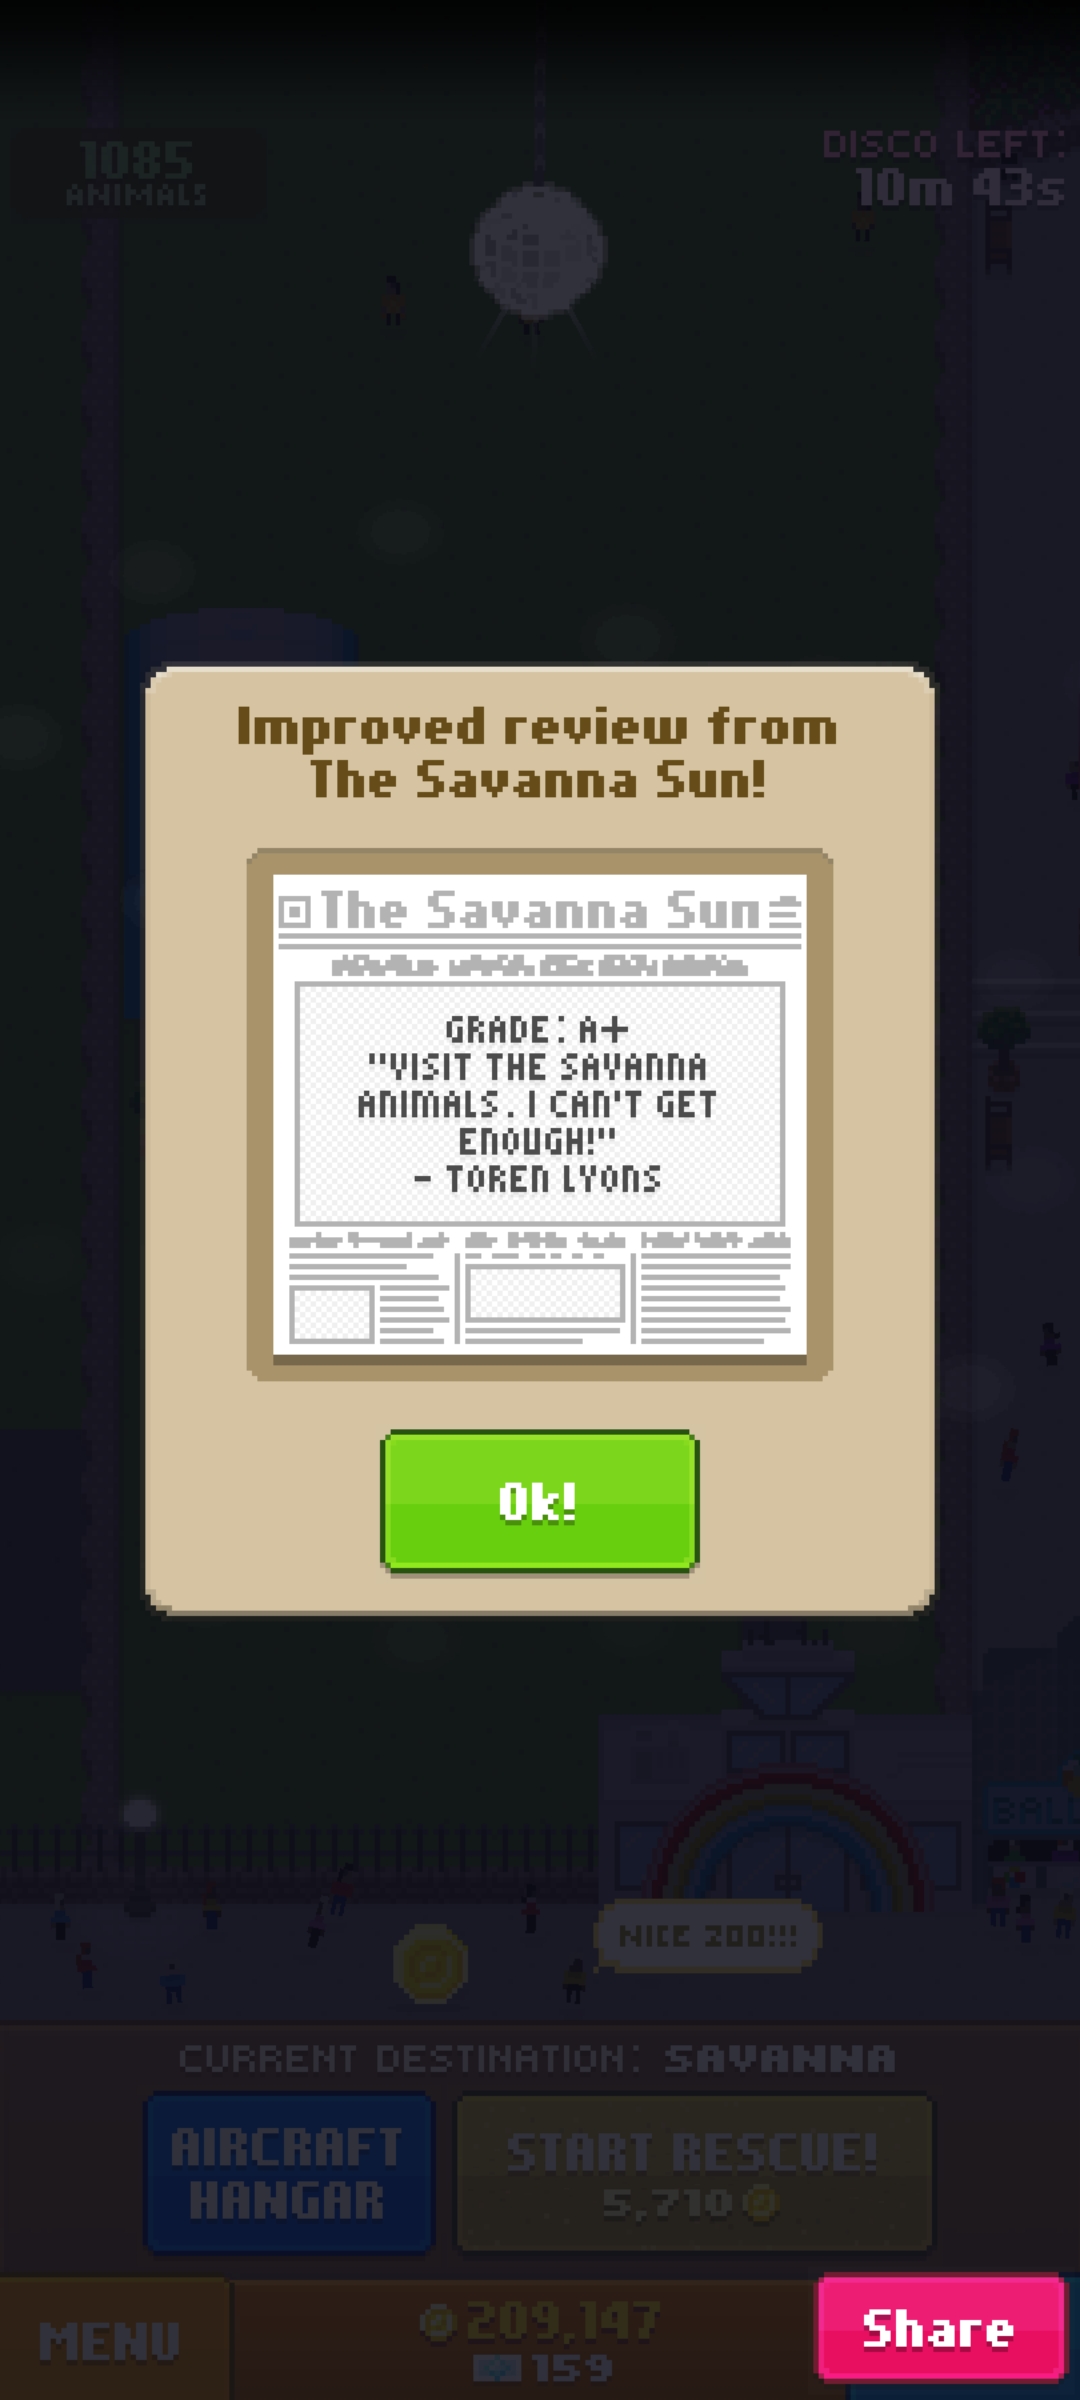 1085
ANIMALS
DISCO LEFT:
10m 43s
Improved review from
The Savanna Sun!
The Savanna Sun
GRADE: A+
"VISIT THE SAVANNA
ANIMALS. I CAN'T GET
ENOUGH!"
- TOREN LYONS
Ok!
BALL
NICE ZOO!!!
CURRENT DESTINATION: SAVANNA
AIRCRAFT
HANGAR
START RESCUE!
5,710
MENU
209,147
159
Share